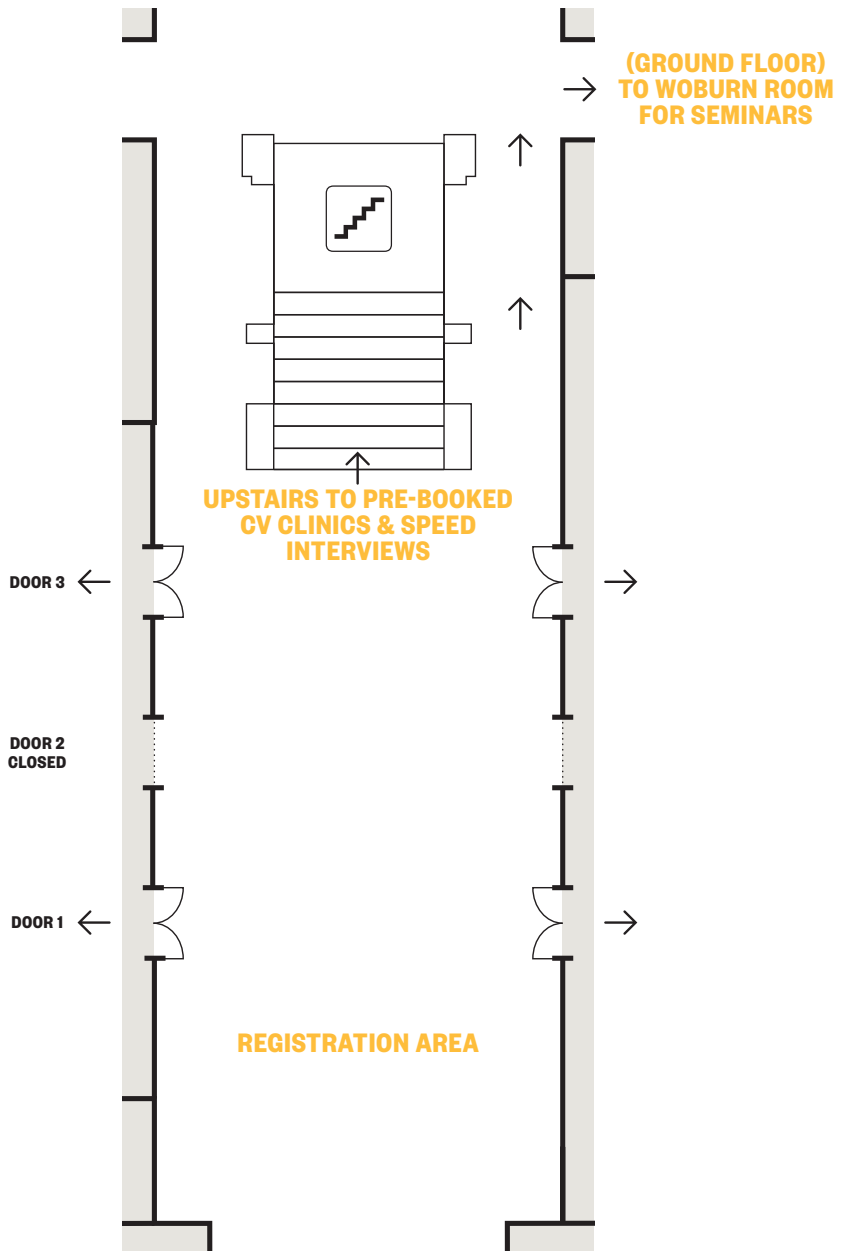 (GROUND FLOOR)
TO WOBURN ROOM
FOR SEMINARS
UPSTAIRS TO PRE-BOOKED
CV CLINICS & SPEED
INTERVIEWS
DOOR 3
DOOR 2
CLOSED
DOOR 1
REGISTRATION AREA